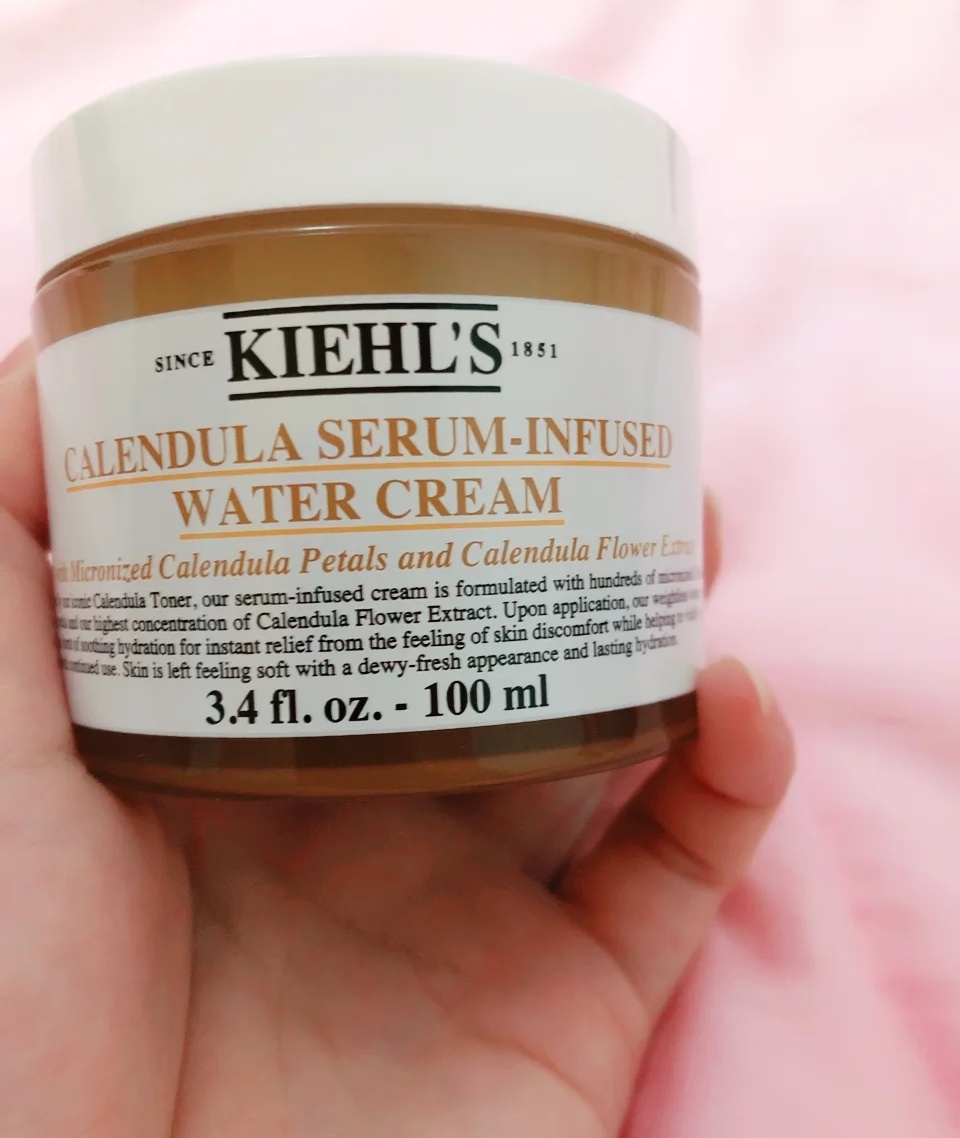 SINCE KIEHL'S 1851
CALENDULA SERUM-INFUSED
WATER CREAM
Micronized Calendula Petals and Calendula Flower
Calendula Toner, our serum-infused cream is formulated with hundreds of
our highest concentration of Calendula Flower Extract. Upon application, our weightless
of soothing hydration for instant relief from the feeling of skin discomfort while helping to
continued use. Skin is left feeling soft with a dewy-fresh appearance and lasting hydration.
3.4 fl. oz. - 100 ml